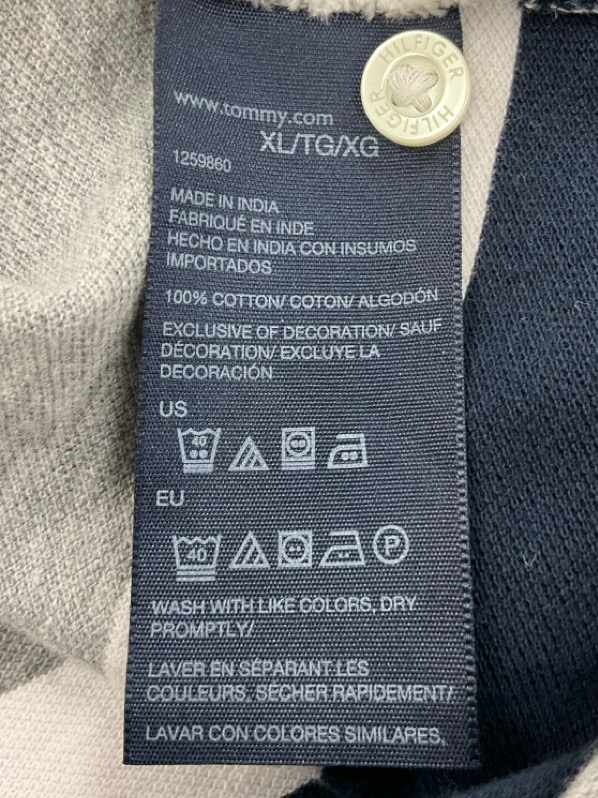 HILFIGER
HILFIGER
www.tommy.com
XL/TG/XG
1259860
MADE IN INDIA
FABRIQUÉ EN INDE
HECHO EN INDIA CON INSUMOS
IMPORTADOS
100% COTTON/ COTON/ ALGODÓN
EXCLUSIVE OF DECORATION/ SAUF
DÉCORATION/ EXCLUYE LA
DECORACIÓN
US
40
EU
40 P
WASH WITH LIKE COLORS, DRY
PROMPTLY/
LAVER EN SÉPARANT LES
COULEURS, SÉCHER RAPIDEMENT/
LAVAR CON COLORES SIMILARES,